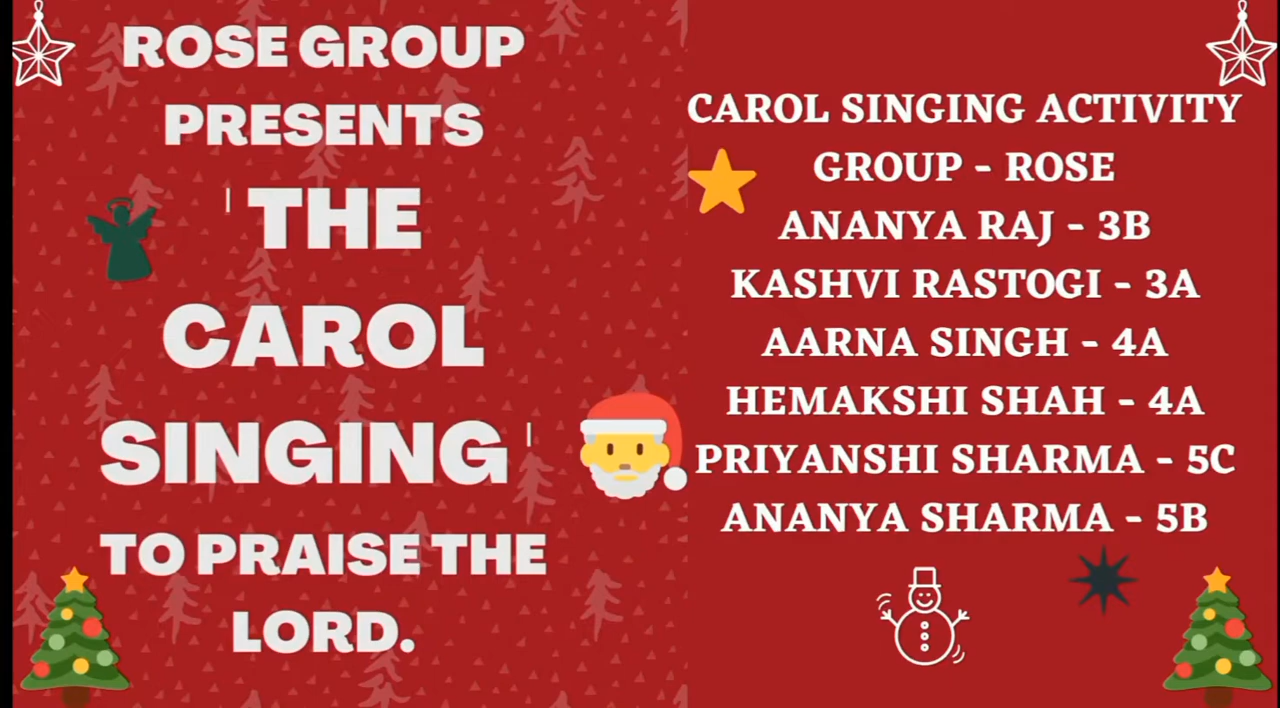 ROSE GROUP
PRESENTS
'THE
CAROL
SINGING'
TO PRAISE THE
LORD.
CAROL SINGING ACTIVITY
GROUP - ROSE
ANANYA RAJ - 3B
KASHVI RASTOGI - 3A
AARNA SINGH - 4A
HEMAKSHI SHAH - 4A
PRIYANSHI SHARMA - 5C
ANANYA SHARMA - 5B